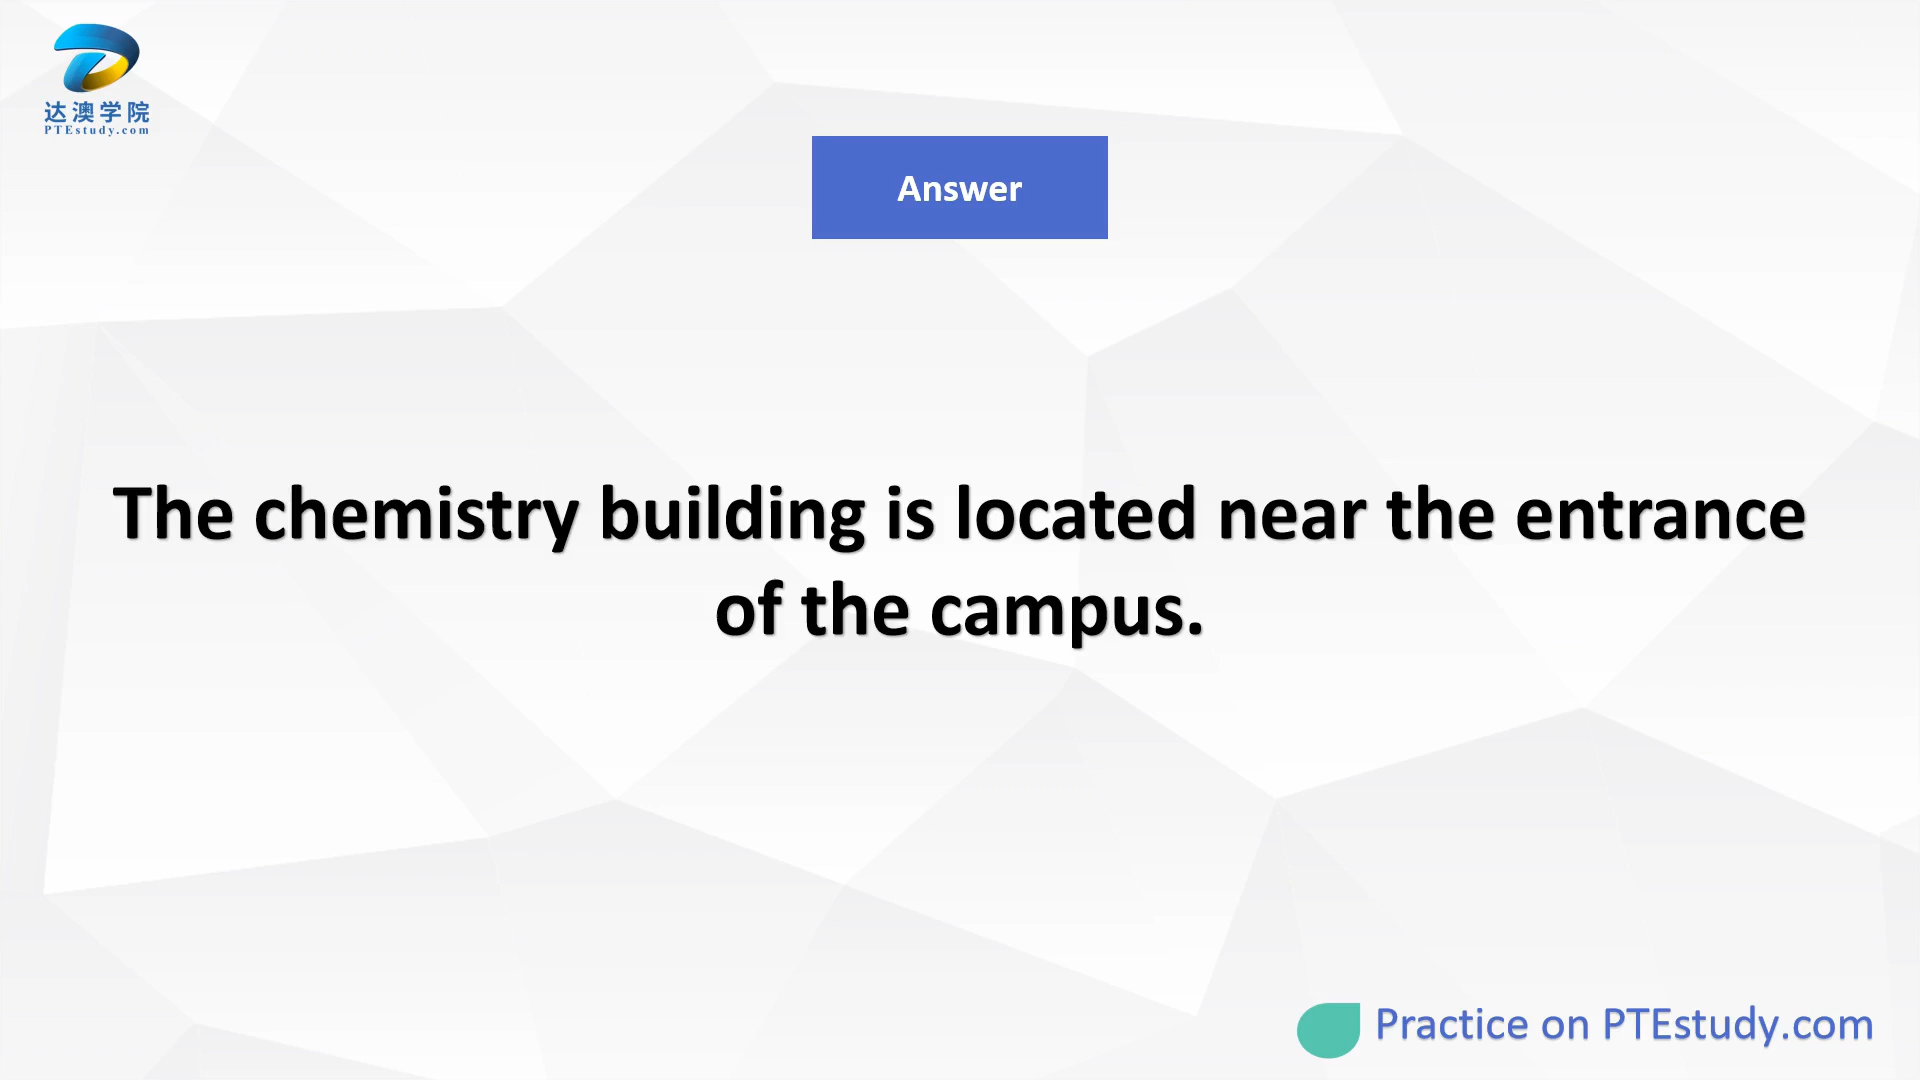 达澳学院
PTEstudy.com
Answer
The chemistry building is located near the entrance
of the campus.
Practice on PTEstudy.com